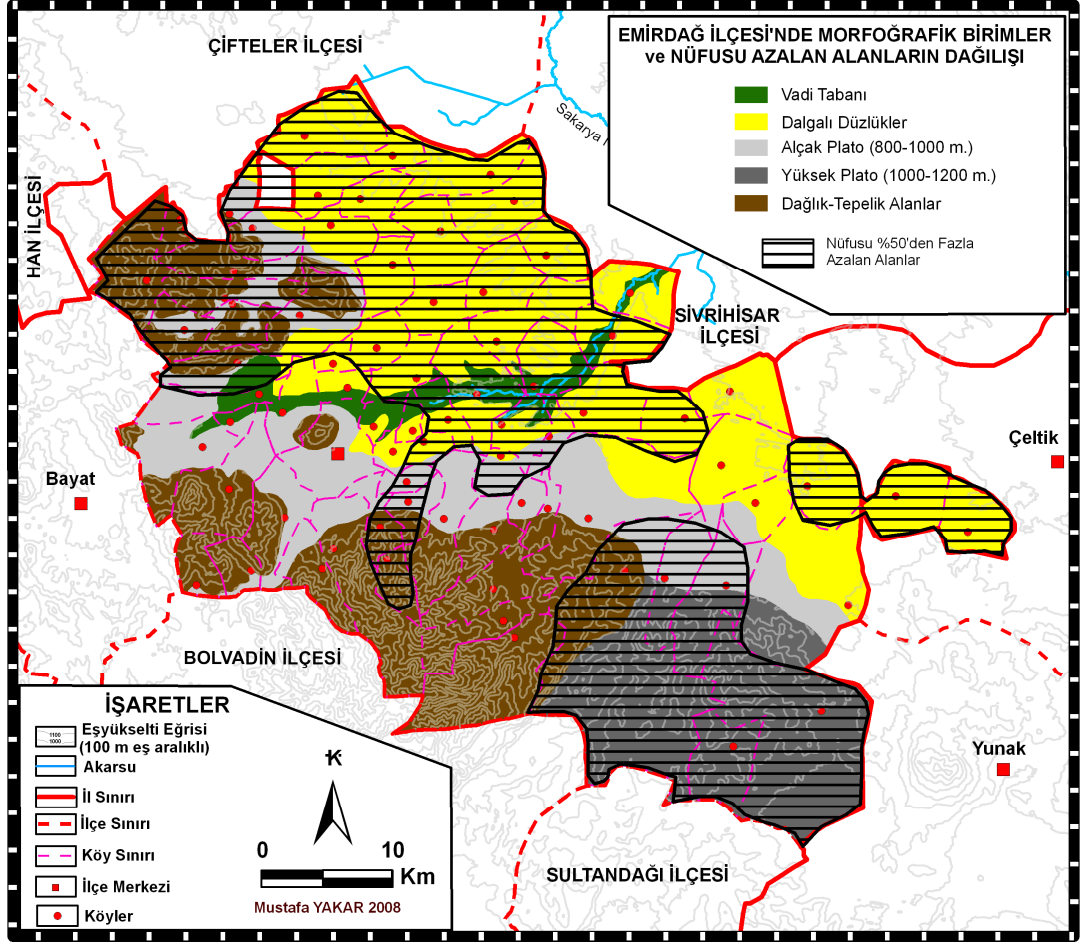 EMİRDAĞ İLÇESİ'NDE MORFOĞRAFİK BİRİMLER
ve NÜFUSU AZALAN ALANLARIN DAĞILIŞI
Vadi Tabanı
Dalgalı Düzlükler
Alçak Plato (800-1000 m.)
Yüksek Plato (1000-1200 m.)
Dağlık-Tepelik Alanlar
Nüfusu %50'den Fazla
Azalan Alanlar
ÇİFTELER İLÇESİ
Sakarya
HAN İLÇESİ
SİVRİHİSAR
İLÇESİ
Çeltik
Bayat
BOLVADİN İLÇESİ
Yunak
SULTANDAĞI İLÇESİ
İŞARETLER
1100
1000
Eşyükselti Eğrisi
(100 m eş aralıklı)
Akarsu
İl Sınırı
İlçe Sınırı
Köy Sınırı
İlçe Merkezi
Köyler
K
0 10
Km
Mustafa YAKAR 2008